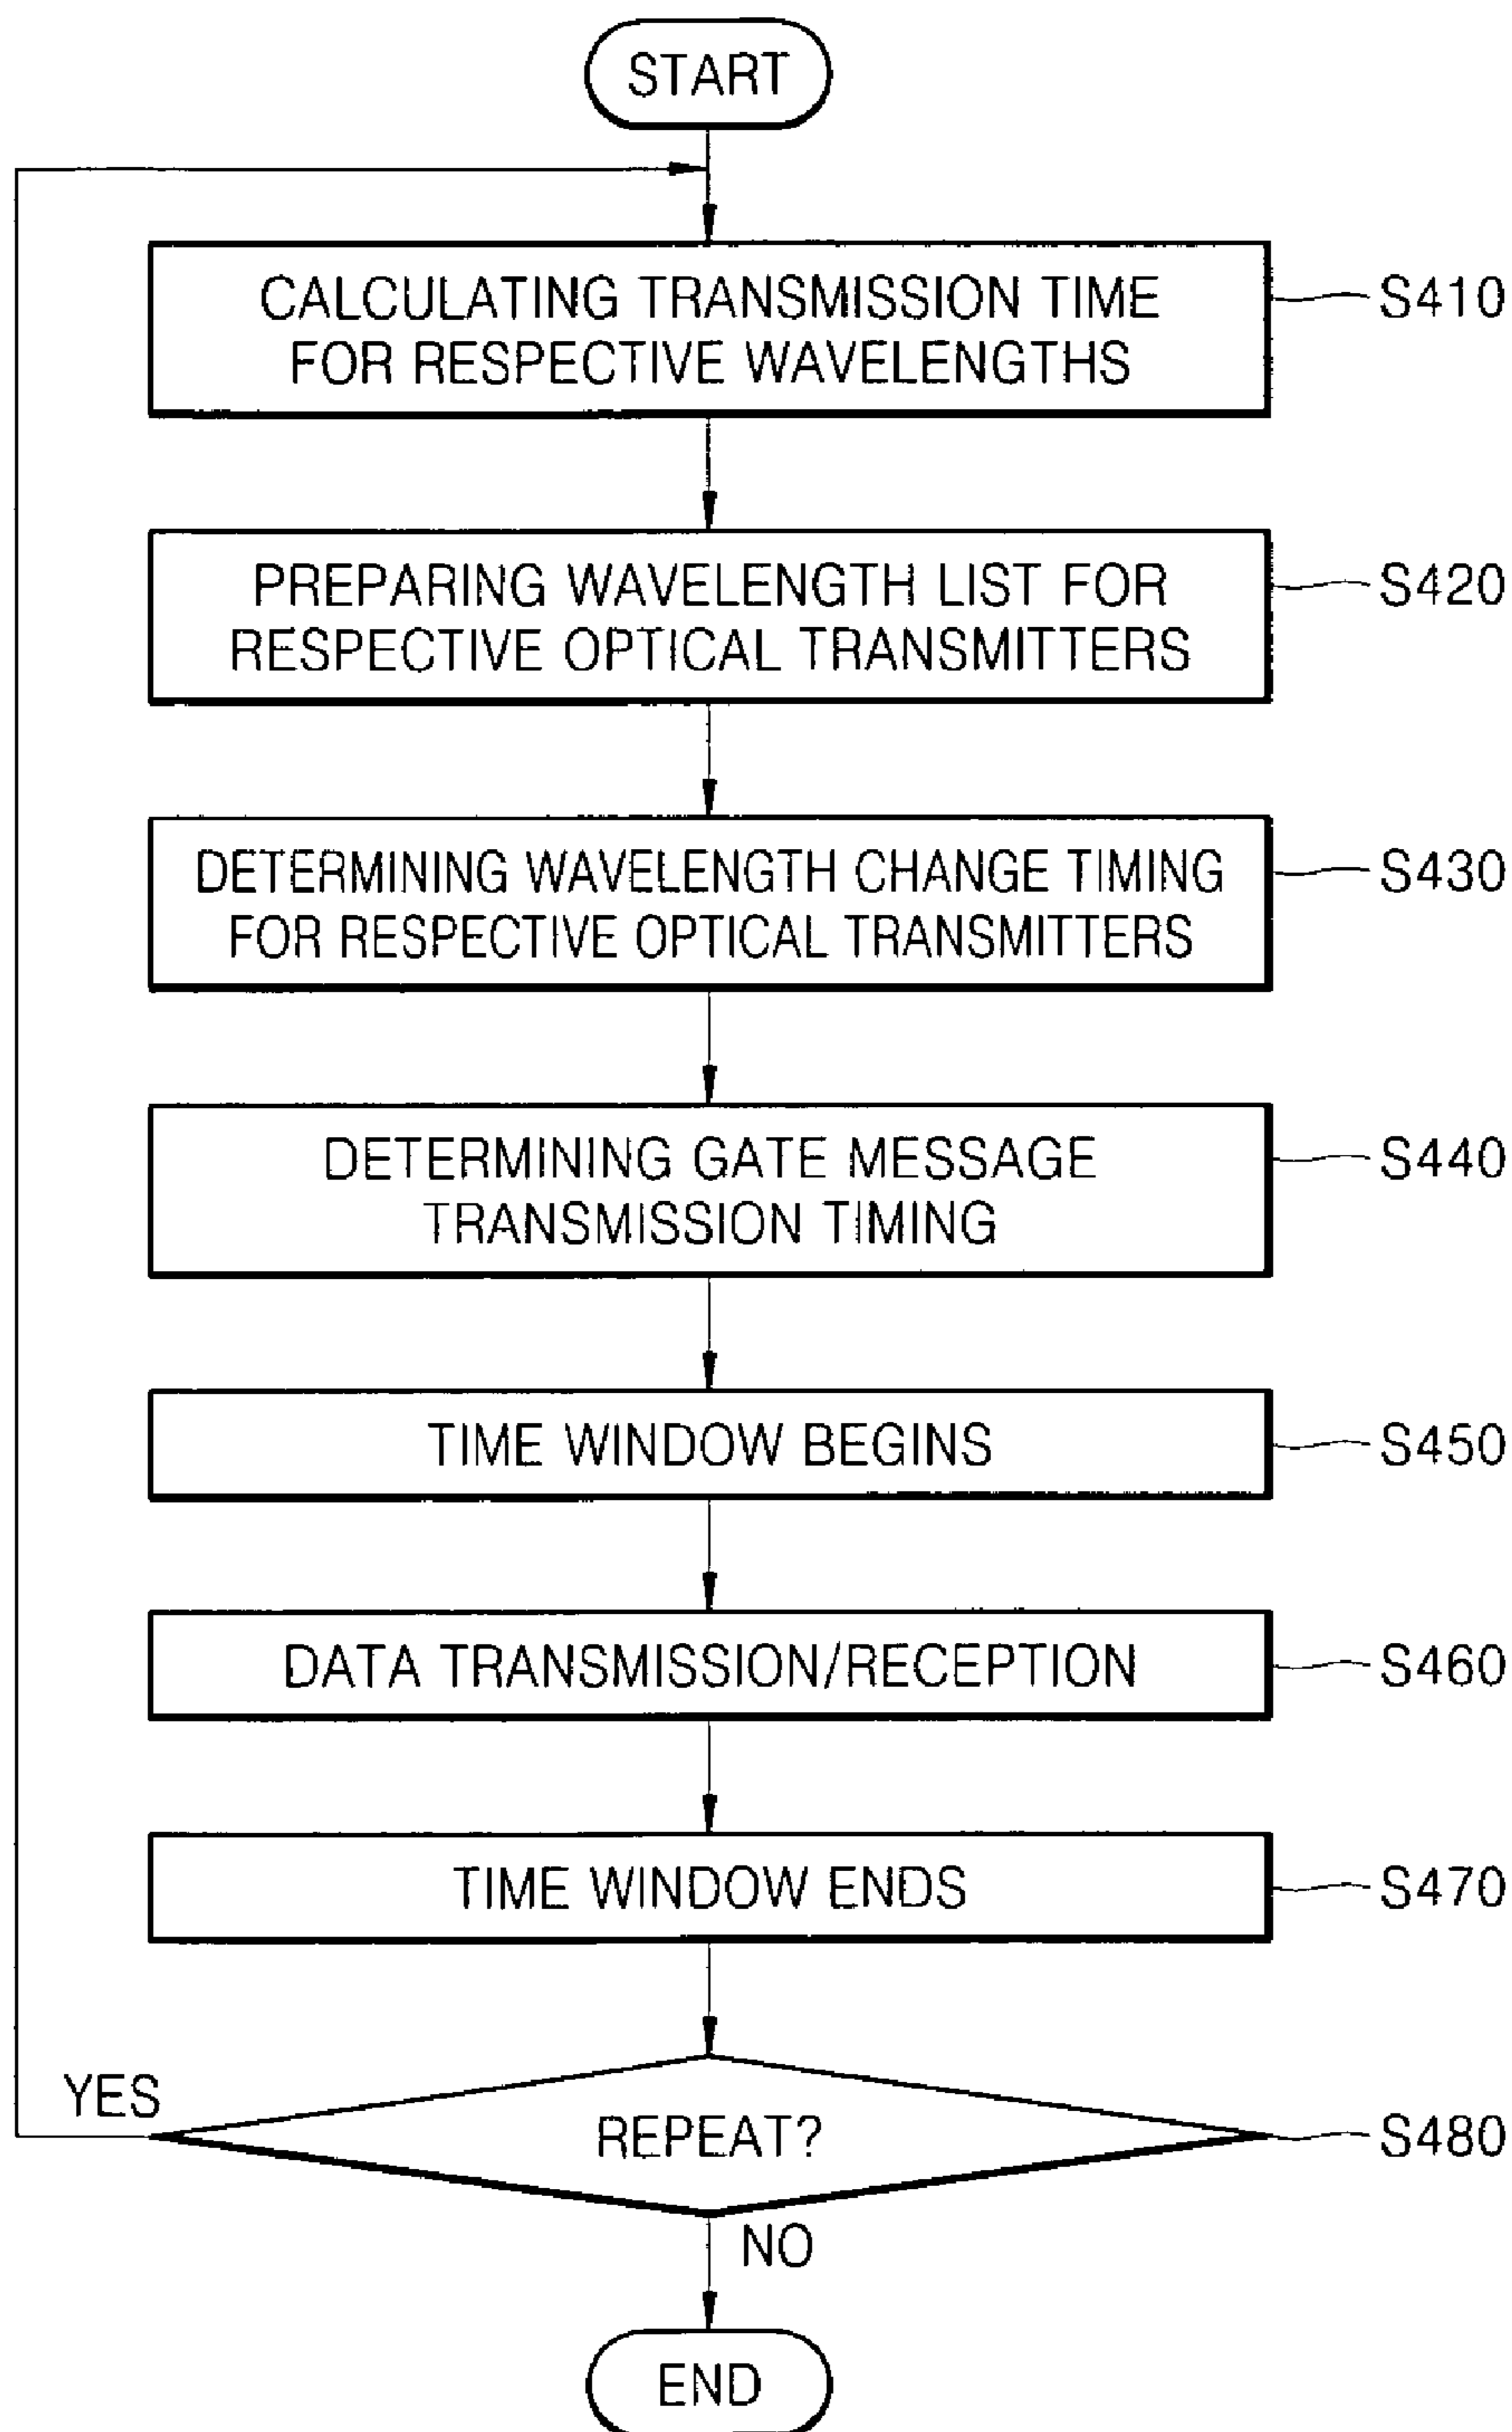 START
CALCULATING TRANSMISSION TIME
FOR RESPECTIVE WAVELENGTHS
S410
PREPARING WAVELENGTH LIST FOR
RESPECTIVE OPTICAL TRANSMITTERS
S420
DETERMINING WAVELENGTH CHANGE TIMING
FOR RESPECTIVE OPTICAL TRANSMITTERS
S430
DETERMINING GATE MESSAGE
TRANSMISSION TIMING
S440
TIME WINDOW BEGINS
S450
DATA TRANSMISSION/RECEPTION
S460
TIME WINDOW ENDS
S470
YES
REPEAT?
S480
NO
END